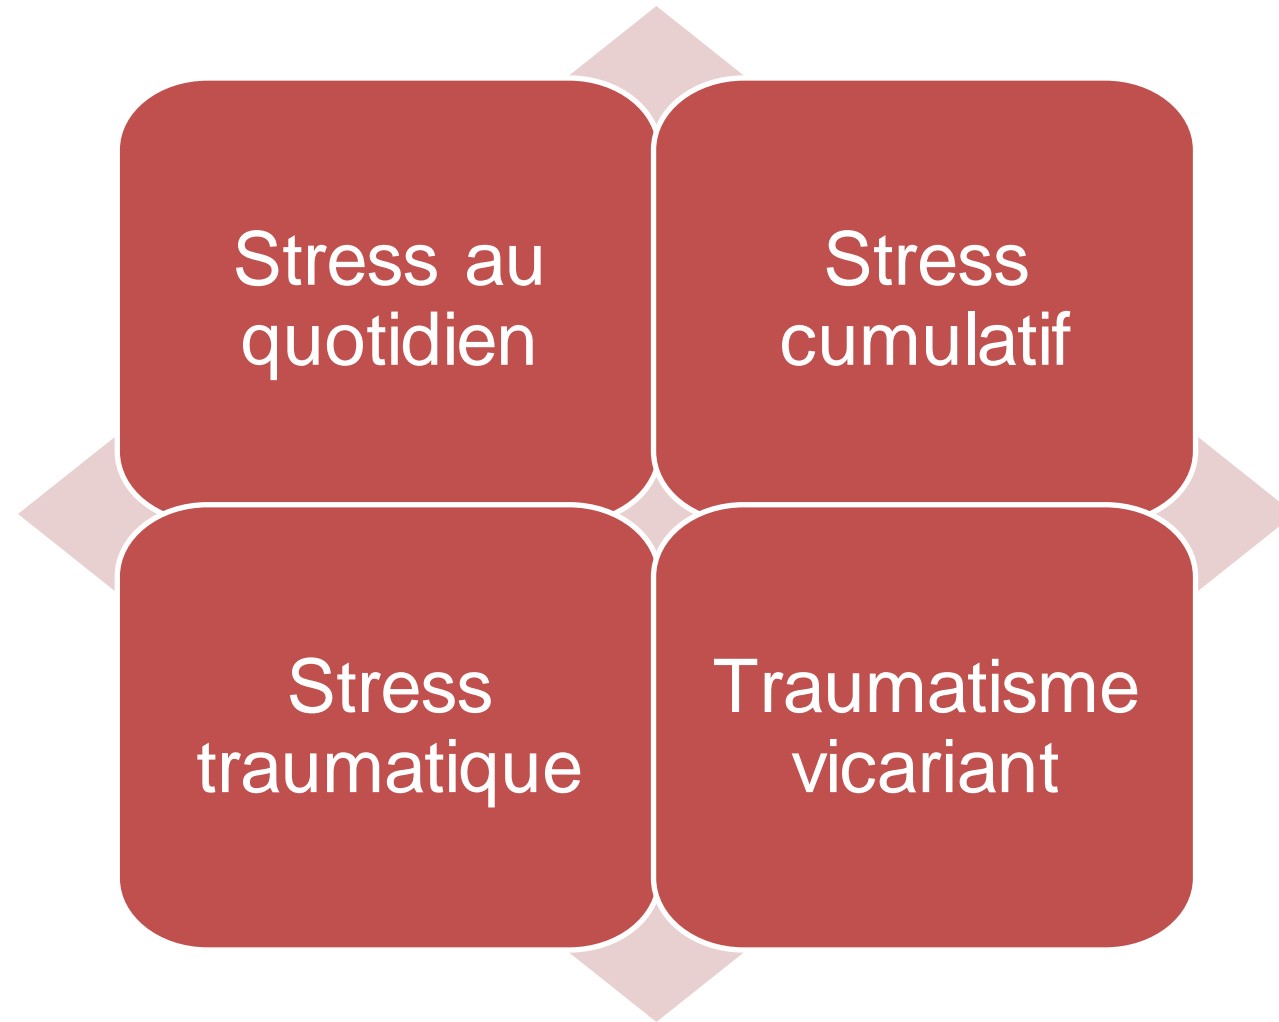 Stress au
quotidien
Stress
cumulatif
Stress
traumatique
Traumatisme
vicariant